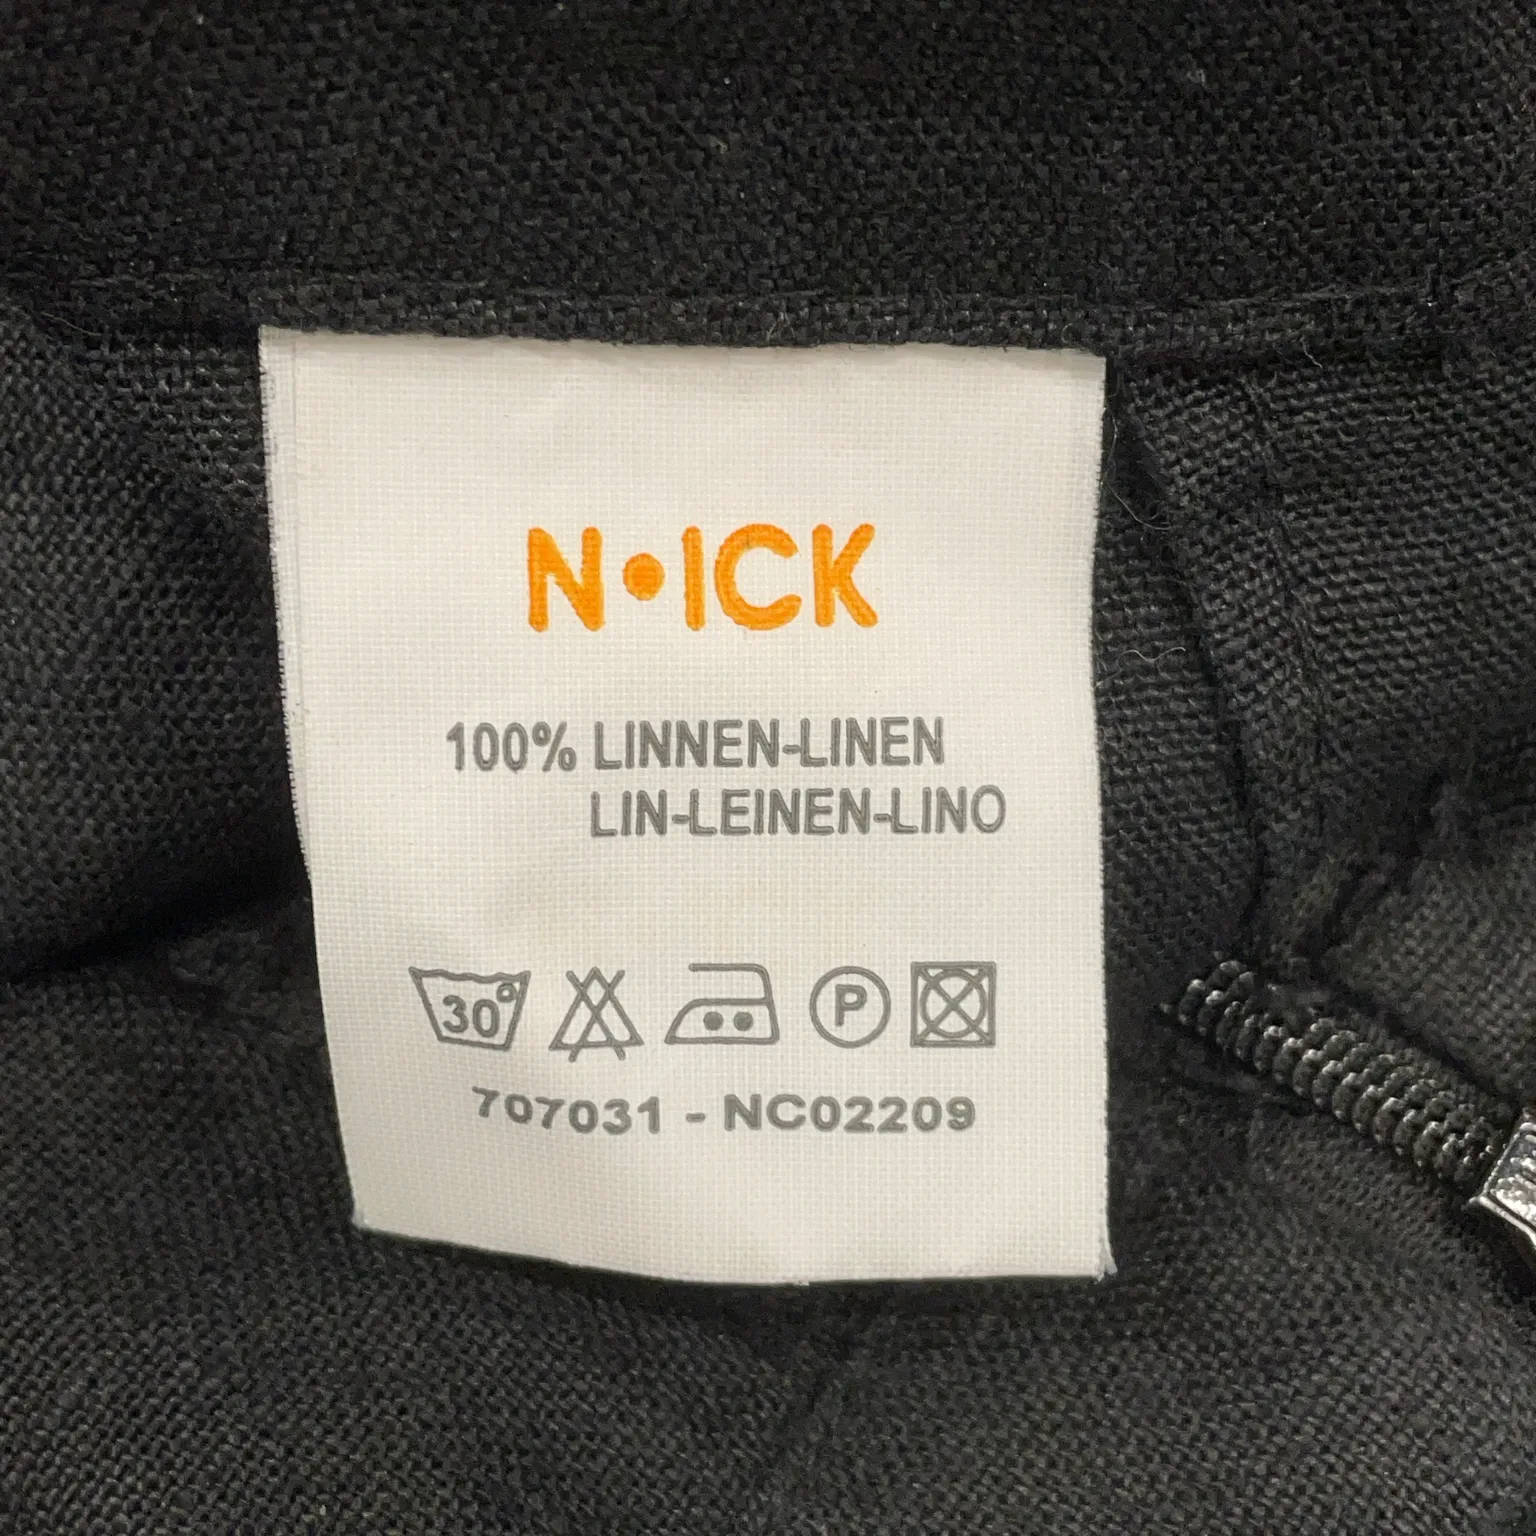 N•ICK
100% LINNEN-LINEN
LIN-LEINEN-LINO
30° P
707031 - NC02209